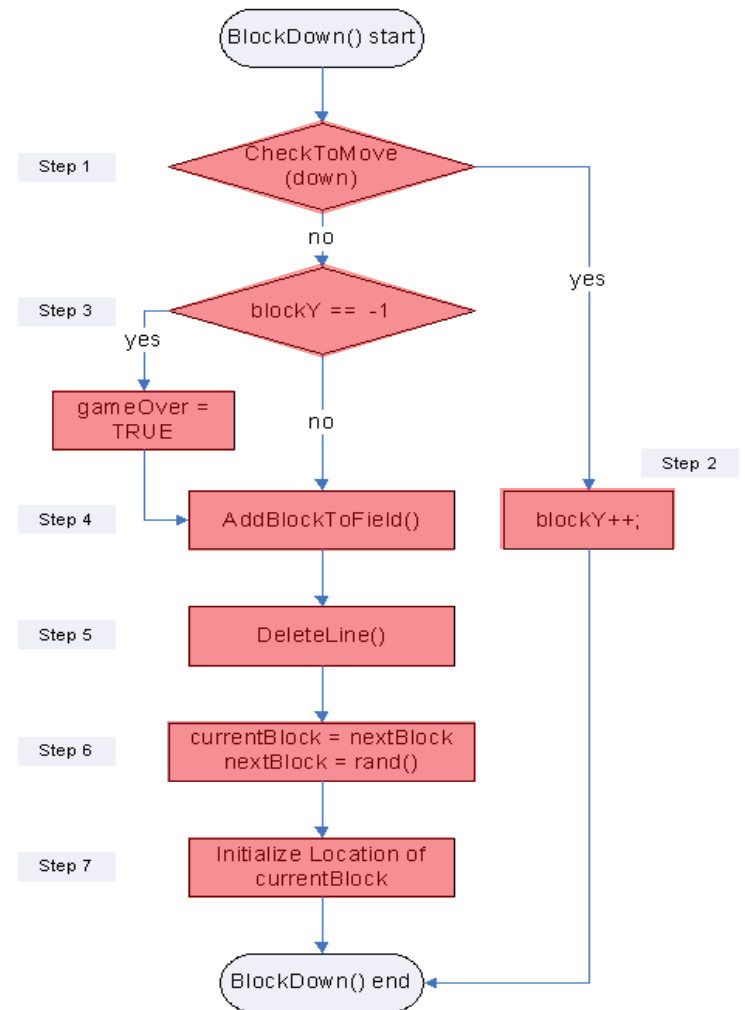 BlockDown() start
Step 1
CheckToMove
(down)
no
yes
Step 3
blockY == -1
yes
gameOver =
TRUE
no
Step 2
Step 4
AddBlockToField()
blockY++;
Step 5
DeleteLine()
Step 6
currentBlock = nextBlock
nextBlock = rand()
Step 7
Initialize Location of
currentBlock
BlockDown() end